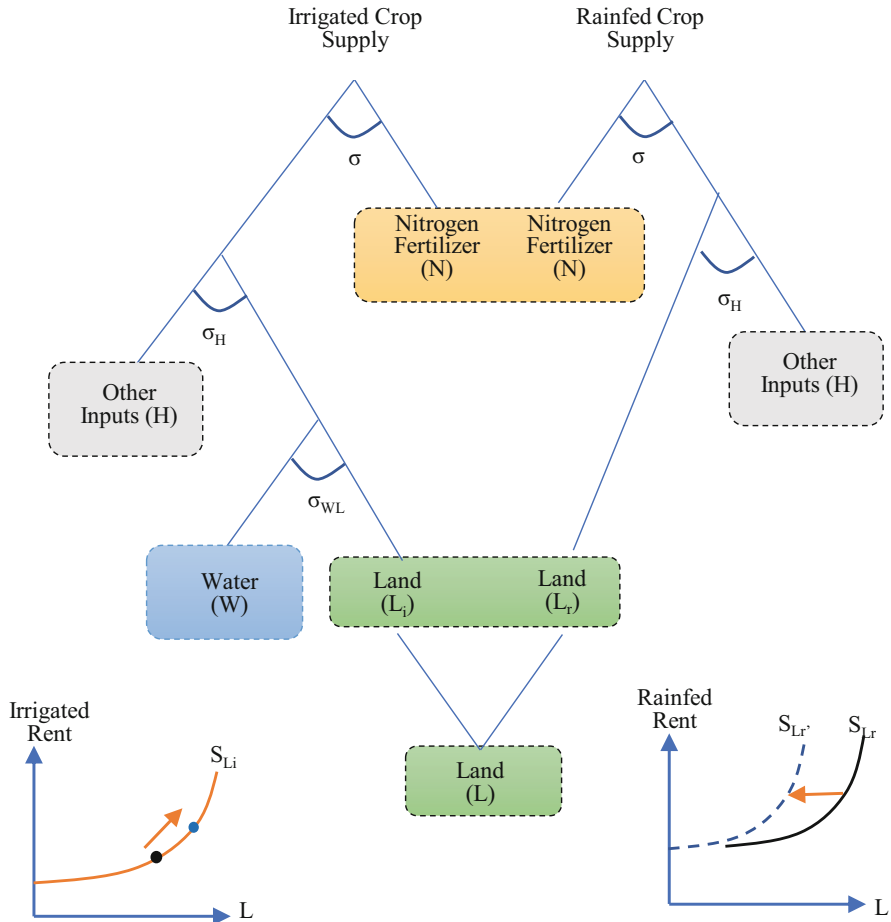 Irrigated Crop
Supply
Rainfed Crop
Supply
σ
σ
Nitrogen
Fertilizer
(N)
Nitrogen
Fertilizer
(N)
σH
σH
Other
Inputs (H)
Other
Inputs (H)
σWL
Water
(W)
Land
(Li)
Land
(Lr)
Land
(L)
Irrigated
Rent
SLi
L
Rainfed
Rent
SLr’
SLr
L